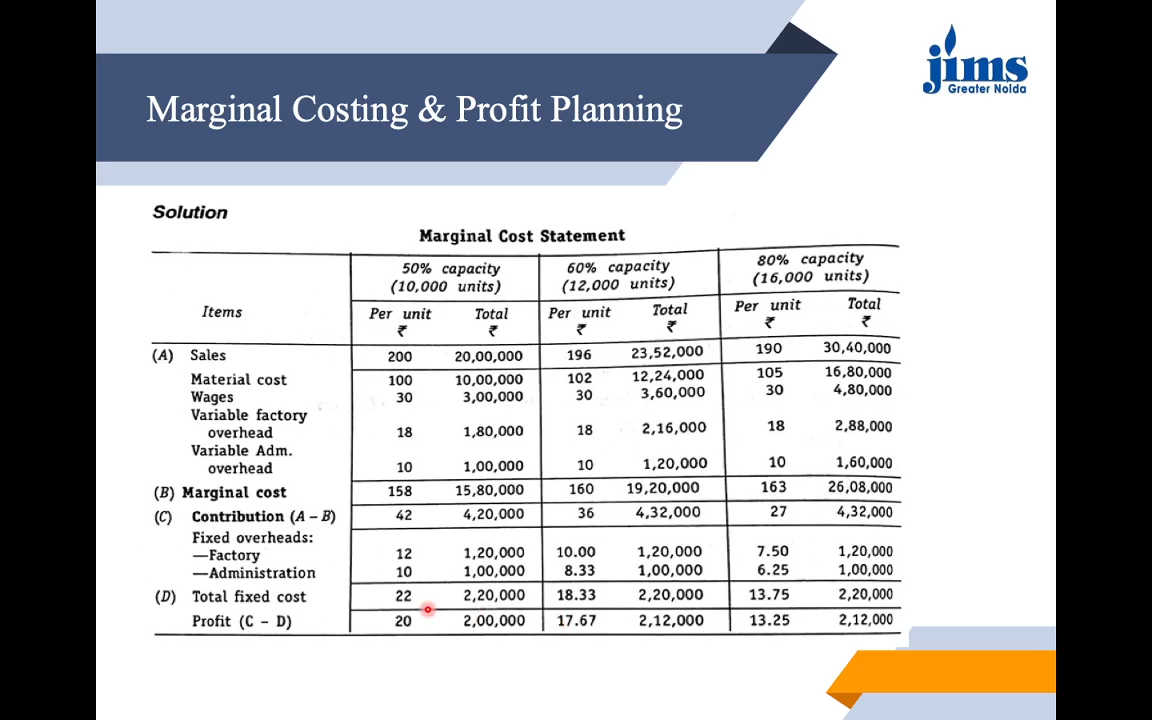 jims
Greater Noida
Marginal Costing & Profit Planning
Solution
Marginal Cost Statement
Items 50% capacity (10,000 units) 60% capacity (12,000 units) 80% capacity (16,000 units)
Per unit ₹ Total ₹ Per unit ₹ Total ₹ Per unit ₹ Total ₹
(A) Sales 200 20,00,000 196 23,52,000 190 30,40,000
Material cost 100 10,00,000 102 12,24,000 105 16,80,000
Wages 30 3,00,000 30 3,60,000 30 4,80,000
Variable factory
overhead 18 1,80,000 18 2,16,000 18 2,88,000
Variable Adm.
overhead 10 1,00,000 10 1,20,000 10 1,60,000
(B) Marginal cost 158 15,80,000 160 19,20,000 163 26,08,000
(C) Contribution (A – B) 42 4,20,000 36 4,32,000 27 4,32,000
Fixed overheads:
—Factory 12 1,20,000 10.00 1,20,000 7.50 1,20,000
—Administration 10 1,00,000 8.33 1,00,000 6.25 1,00,000
(D) Total fixed cost 22 2,20,000 18.33 2,20,000 13.75 2,20,000
Profit (C – D) 20 2,00,000 17.67 2,12,000 13.25 2,12,000